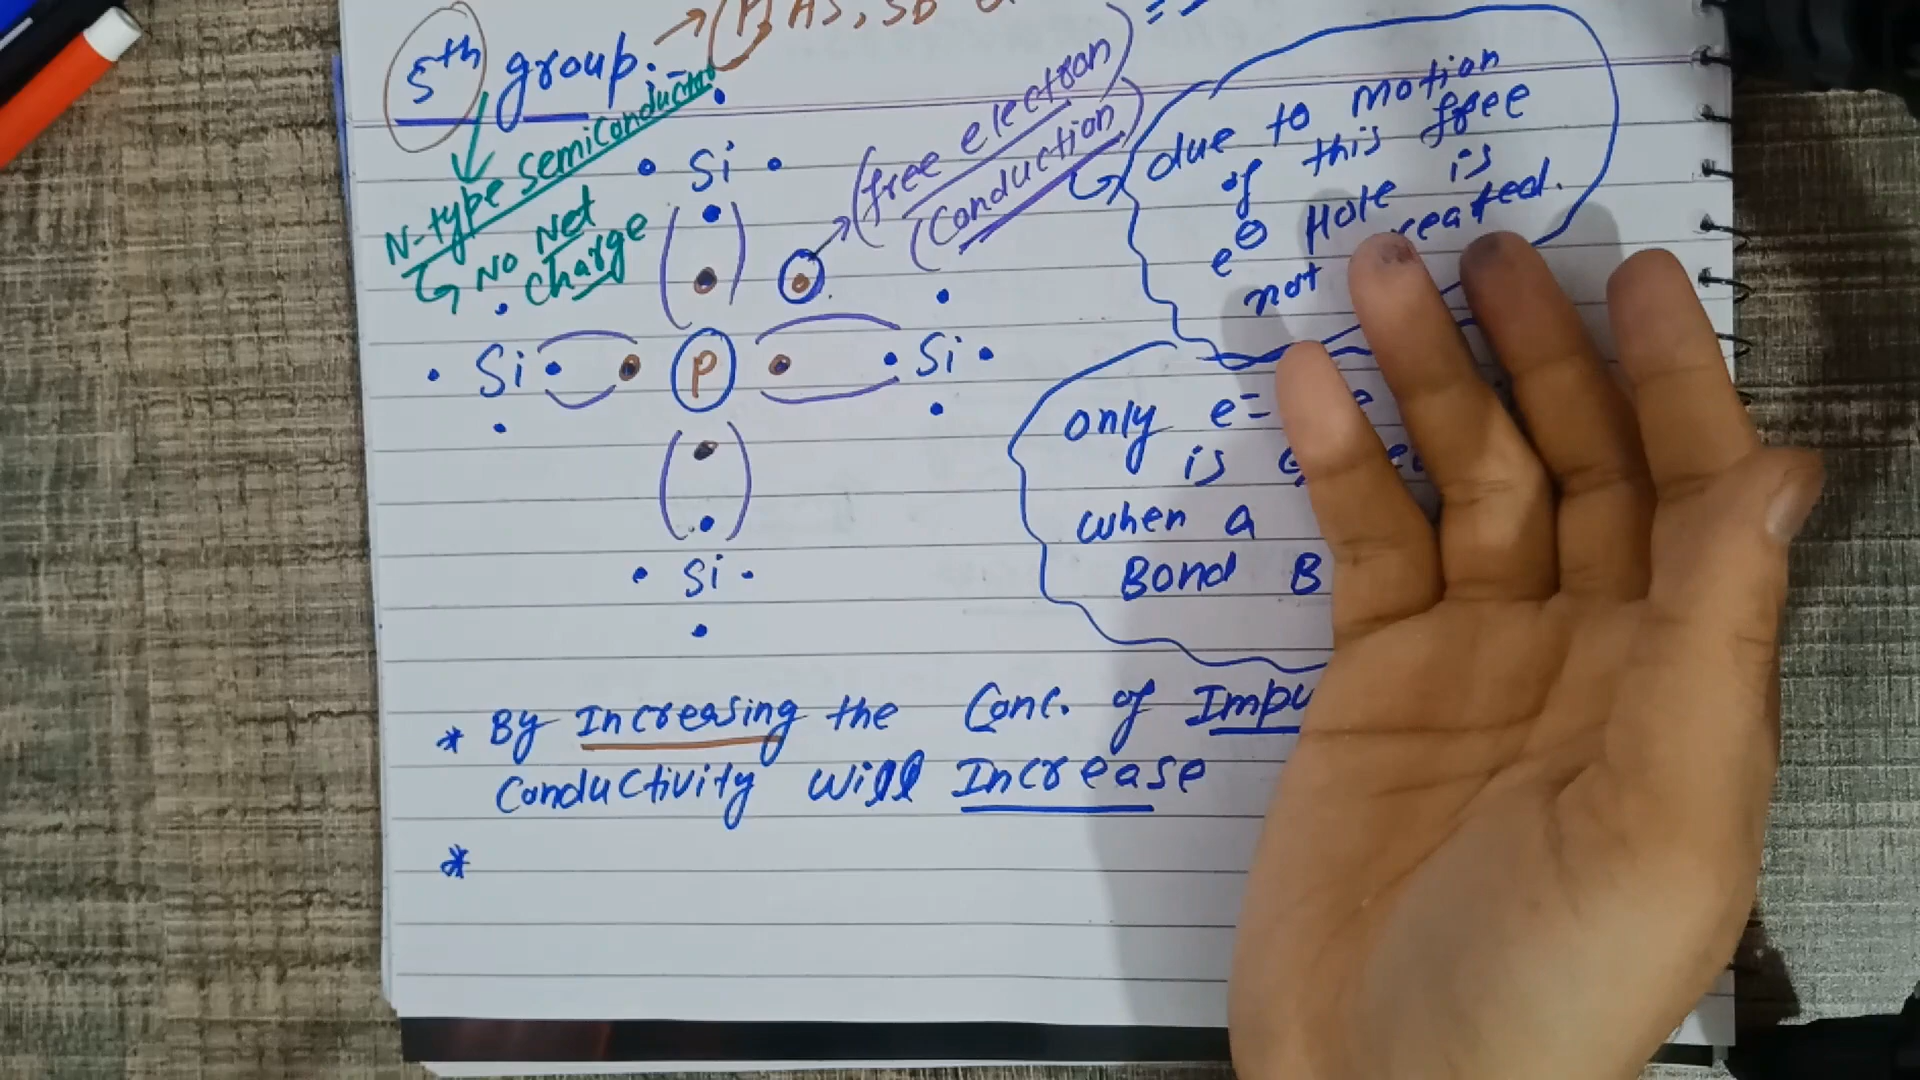 5th group. → P, As, Sb
N-type semiconductor
No Net
charge
(free electron)
(Conduction)
due to motion
of this free
e⊖ Hole is
not created.
Si
Si P Si
Si
only e=
is
when a
Bond B
* By Increasing the Conc. of Impu
Conductivity will Increase
*